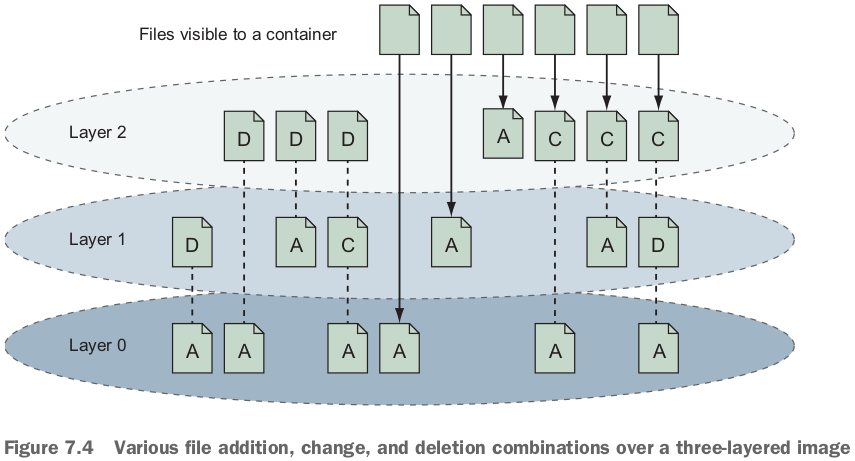 Files visible to a container
Layer 2
D D D A C C C
Layer 1
D A C A A D
Layer 0
A A A A A A
Figure 7.4 Various file addition, change, and deletion combinations over a three-layered image